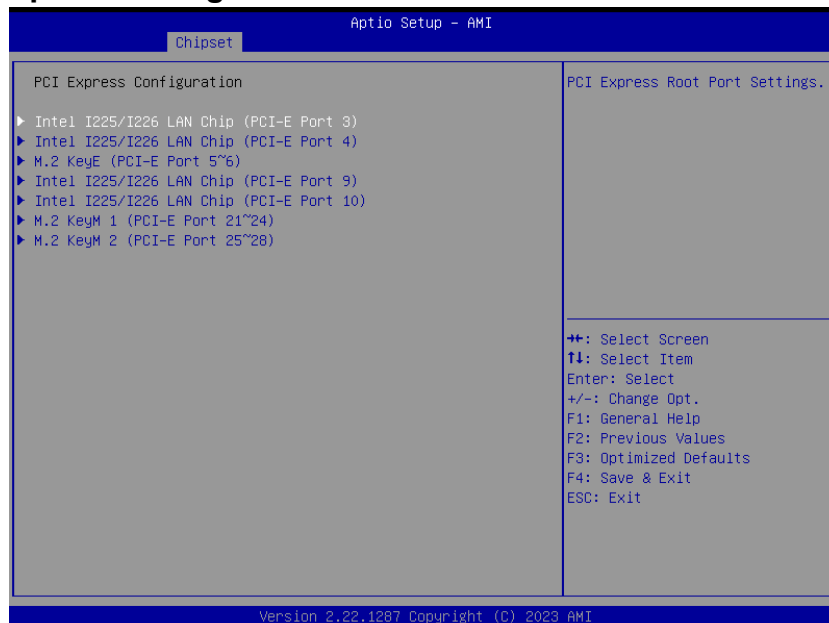 Aptio Setup - AMI
Chipset
PCI Express Configuration
Intel I225/I226 LAN Chip (PCI-E Port 3)
Intel I225/I226 LAN Chip (PCI-E Port 4)
M.2 KeyE (PCI-E Port 5~6)
Intel I225/I226 LAN Chip (PCI-E Port 9)
Intel I225/I226 LAN Chip (PCI-E Port 10)
M.2 KeyM 1 (PCI-E Port 21~24)
M.2 KeyM 2 (PCI-E Port 25~28)
PCI Express Root Port Settings.
→←: Select Screen
↑↓: Select Item
Enter: Select
+/-: Change Opt.
F1: General Help
F2: Previous Values
F3: Optimized Defaults
F4: Save & Exit
ESC: Exit
Version 2.22.1287 Copyright (C) 2023 AMI